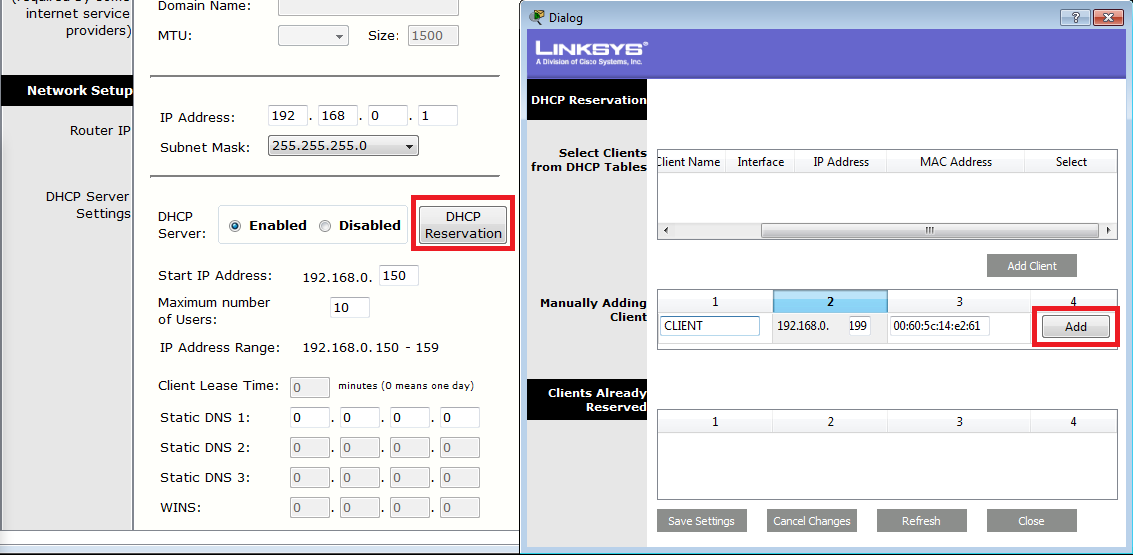 (required by some
internet service
providers)
Domain Name:
MTU:
Size: 1500
Network Setup
Router IP
IP Address: 192 . 168 . 0 . 1
Subnet Mask: 255.255.255.0
DHCP Server
Settings
DHCP
Server:
Enabled
Disabled
DHCP
Reservation
Start IP Address: 192.168.0. 150
Maximum number
of Users:
10
IP Address Range: 192.168.0.150 - 159
Client Lease Time: 0 minutes (0 means one day)
Static DNS 1: 0 . 0 . 0 . 0
Static DNS 2: 0 . 0 . 0 . 0
Static DNS 3: 0 . 0 . 0 . 0
WINS: 0 . 0 . 0 . 0
Dialog
LINKSYS®
A Division of Cisco Systems, Inc.
DHCP Reservation
Select Clients
from DHCP Tables
Client Name Interface IP Address MAC Address Select
Add Client
Manually Adding
Client
1 2 3 4
CLIENT 192.168.0. 199 00:60:5c:14:e2:61 Add
Clients Already
Reserved
1 2 3 4
Save Settings Cancel Changes Refresh Close